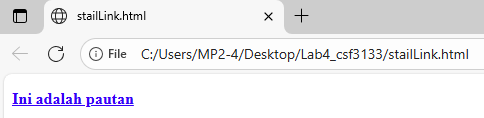 stailLink.html
File C:/Users/MP2-4/Desktop/Lab4_csf3133/stailLink.html
Ini adalah pautan